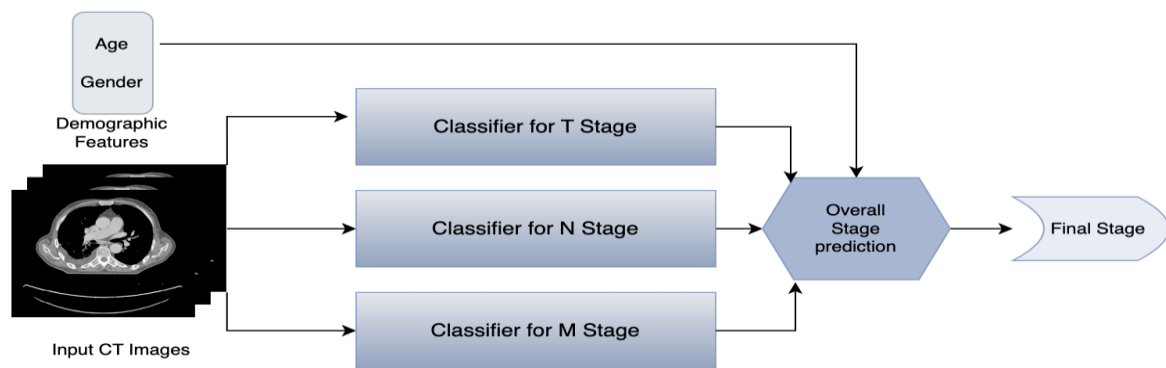 Age
Gender
Demographic
Features
Classifier for T Stage
Classifier for N Stage
Classifier for M Stage
Overall
Stage
prediction
Final Stage
Input CT Images